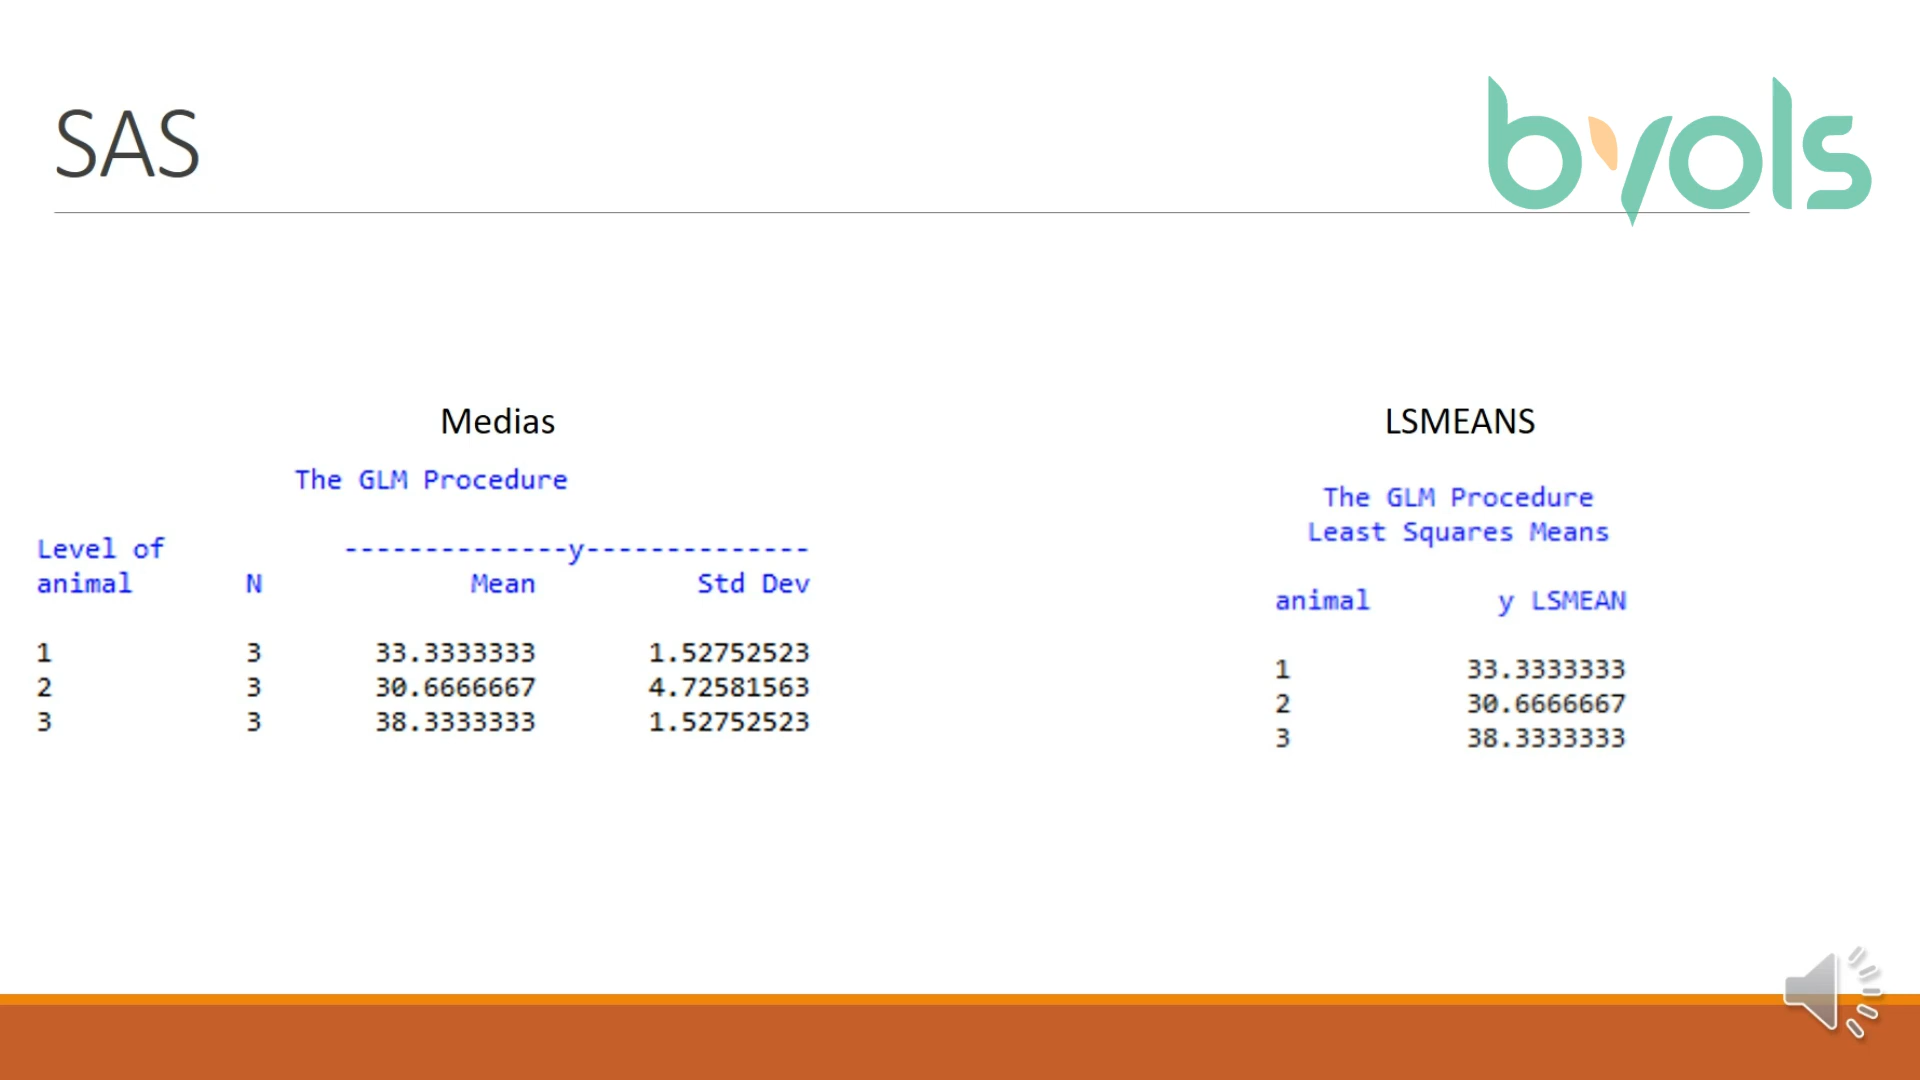 SAS
byols
Medias
The GLM Procedure
Level of --------------y--------------
animal N Mean Std Dev
1 3 33.3333333 1.52752523
2 3 30.6666667 4.72581563
3 3 38.3333333 1.52752523
LSMEANS
The GLM Procedure
Least Squares Means
animal y LSMEAN
1 33.3333333
2 30.6666667
3 38.3333333